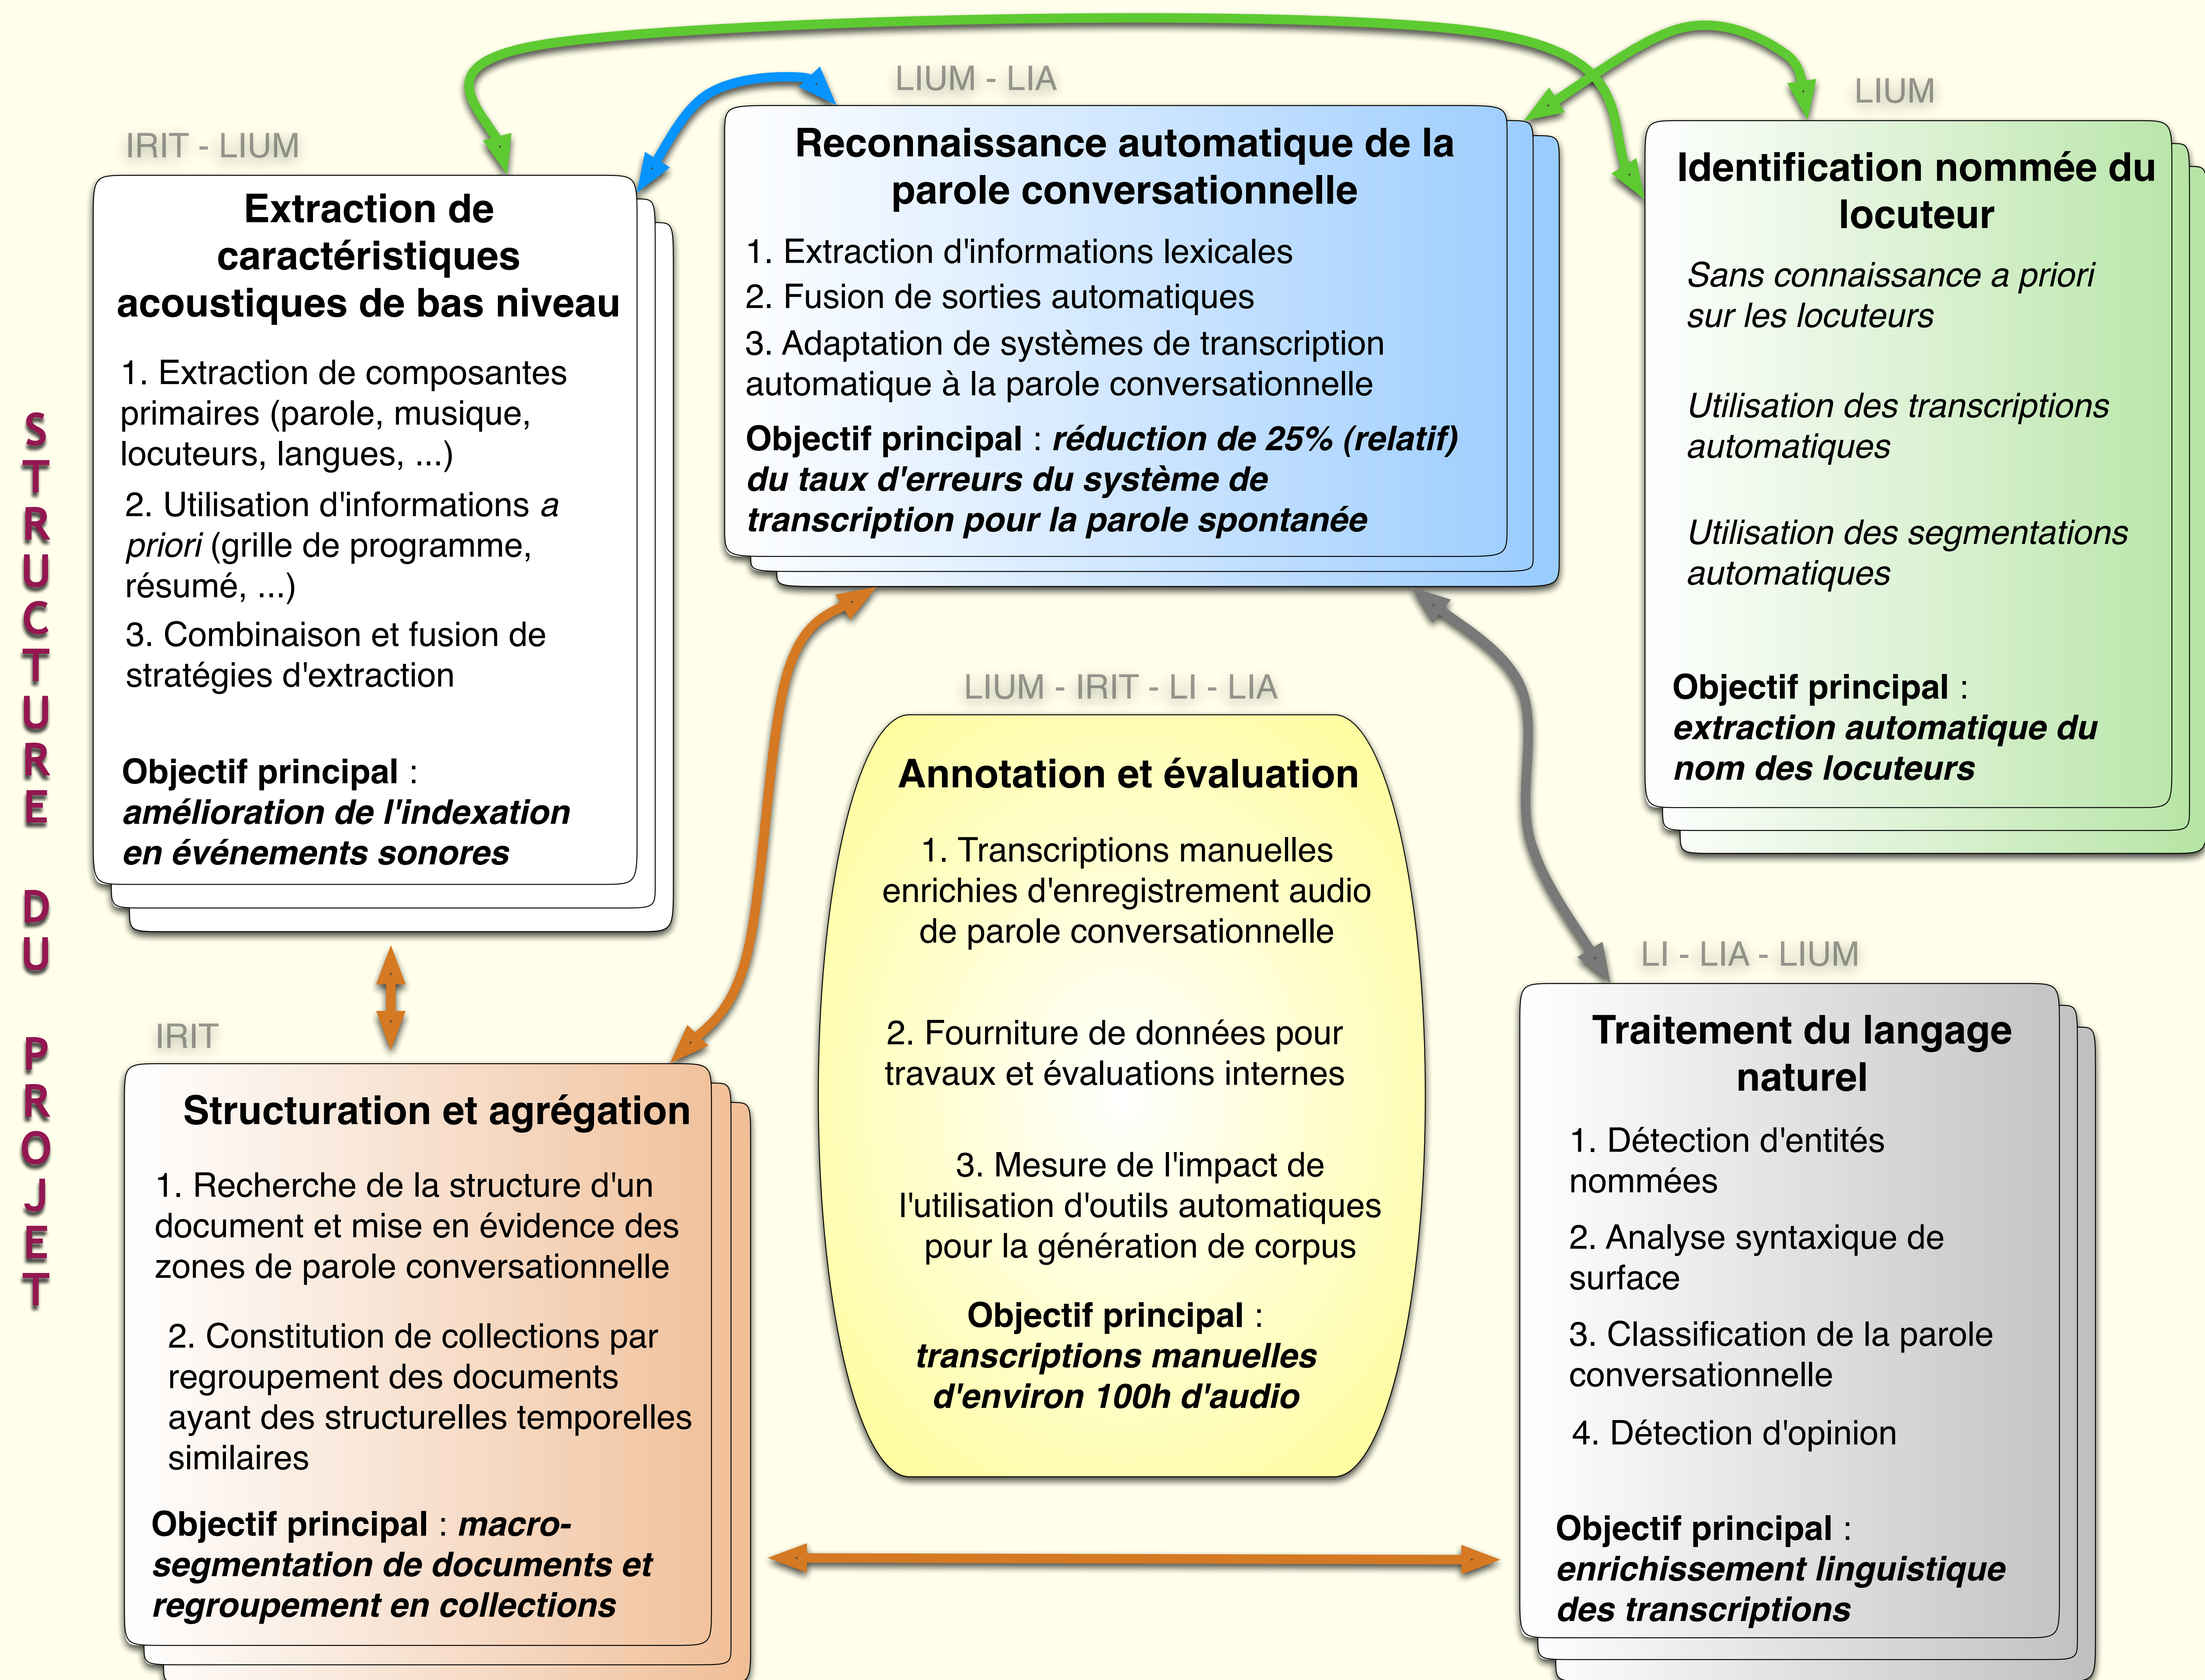 STRUCTURE DU PROJET
IRIT - LIUM
Extraction de
caractéristiques
acoustiques de bas niveau
1. Extraction de composantes
primaires (parole, musique,
locuteurs, langues, ...)
2. Utilisation d'informations a
priori (grille de programme,
résumé, ...)
3. Combinaison et fusion de
stratégies d'extraction
Objectif principal :
amélioration de l'indexation
en événements sonores
LIUM - LIA
Reconnaissance automatique de la
parole conversationnelle
1. Extraction d'informations lexicales
2. Fusion de sorties automatiques
3. Adaptation de systèmes de transcription
automatique à la parole conversationnelle
Objectif principal : réduction de 25% (relatif)
du taux d'erreurs du système de
transcription pour la parole spontanée
LIUM
Identification nommée du
locuteur
Sans connaissance a priori
sur les locuteurs
Utilisation des transcriptions
automatiques
Utilisation des segmentations
automatiques
Objectif principal :
extraction automatique du
nom des locuteurs
LIUM - IRIT - LI - LIA
Annotation et évaluation
1. Transcriptions manuelles
enrichies d'enregistrement audio
de parole conversationnelle
2. Fourniture de données pour
travaux et évaluations internes
3. Mesure de l'impact de
l'utilisation d'outils automatiques
pour la génération de corpus
Objectif principal :
transcriptions manuelles
d'environ 100h d'audio
IRIT
Structuration et agrégation
1. Recherche de la structure d'un
document et mise en évidence des
zones de parole conversationnelle
2. Constitution de collections par
regroupement des documents
ayant des structurelles temporelles
similaires
Objectif principal : macro-
segmentation de documents et
regroupement en collections
LI - LIA - LIUM
Traitement du langage
naturel
1. Détection d'entités
nommées
2. Analyse syntaxique de
surface
3. Classification de la parole
conversationnelle
4. Détection d'opinion
Objectif principal :
enrichissement linguistique
des transcriptions